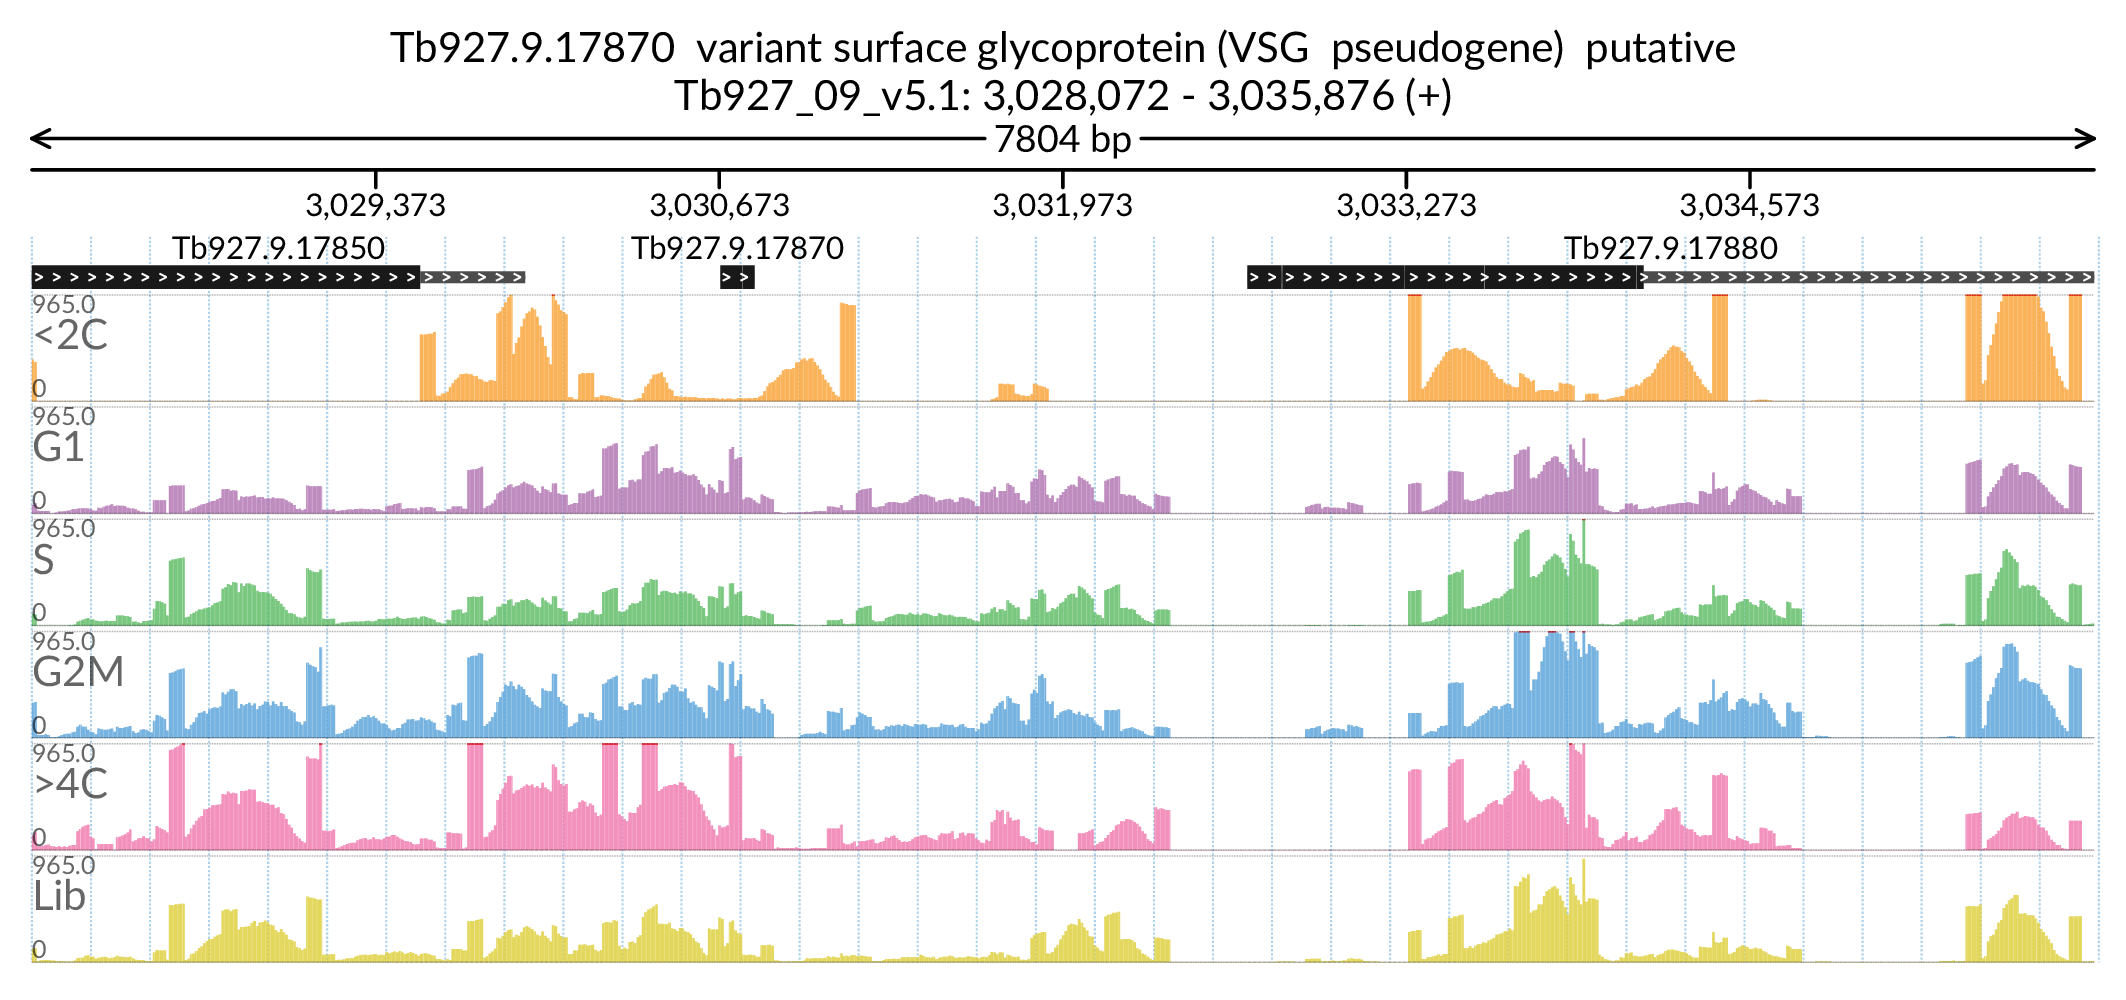 Tb927.9.17870 variant surface glycoprotein (VSG pseudogene) putative
Tb927_09_v5.1: 3,028,072 - 3,035,876 (+)
7804 bp
3,029,373 3,030,673 3,031,973 3,033,273 3,034,573
Tb927.9.17850 Tb927.9.17870 Tb927.9.17880
965.0
<2C
0
965.0
G1
0
965.0
S
0
965.0
G2M
0
965.0
>4C
0
965.0
Lib
0